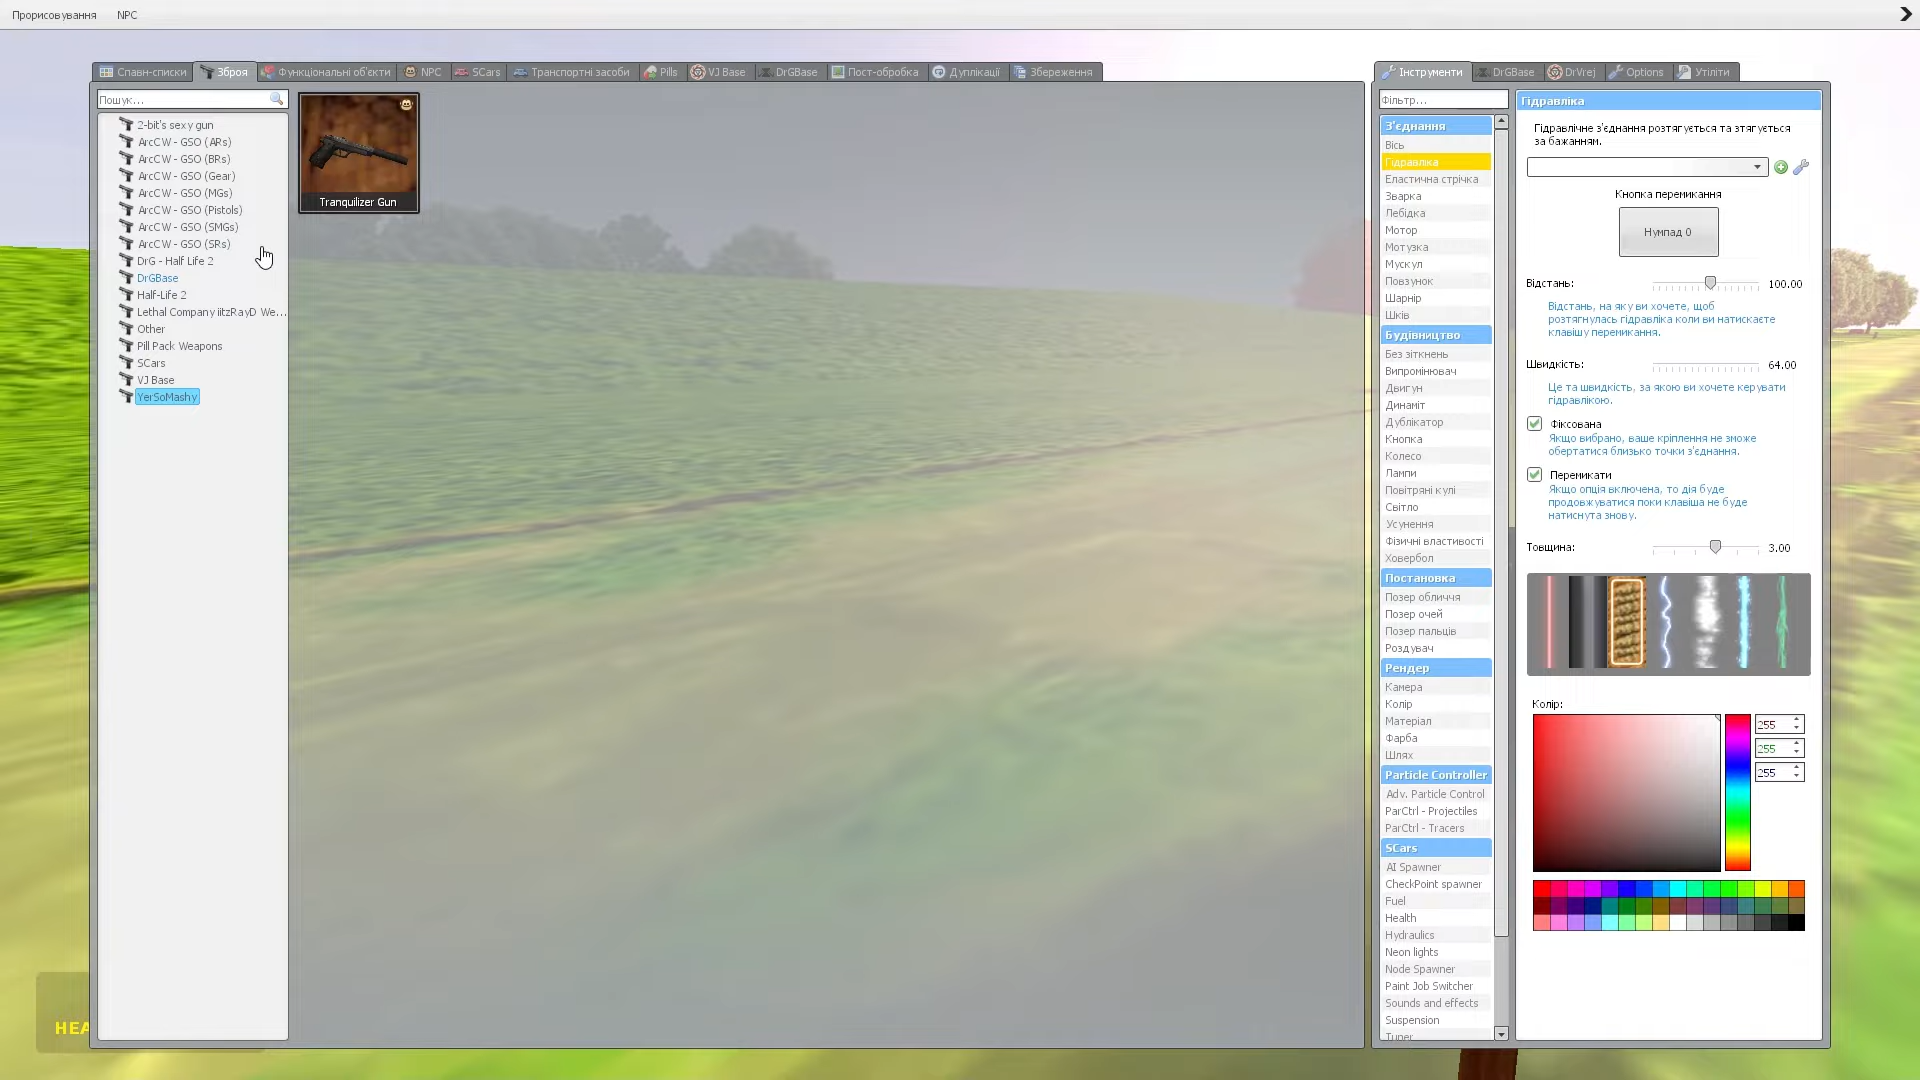 Прорисовування NPC
Спавн-списки Зброя Функціональні об'єкти NPC SCars Транспортні засоби Pills VJ Base DrGBase Пост-обробка Дуплікації Збереження
Інструменти DrGBase DrVrej Options Утіліти
Пошук...
2-bit's sexy gun
ArcCW - GSO (ARs)
ArcCW - GSO (BRs)
ArcCW - GSO (Gear)
ArcCW - GSO (MGs)
ArcCW - GSO (Pistols)
ArcCW - GSO (SMGs)
ArcCW - GSO (SRs)
DrG - Half Life 2
DrGBase
Half-Life 2
Lethal Company iitzRayD We...
Other
Pill Pack Weapons
SCars
VJ Base
YerSoMashy
Tranquilizer Gun
HEA
Фільтр...
З'єднання
Вісь
Гідравліка
Еластична стрічка
Зварка
Лебідка
Мотор
Мотузка
Мускул
Повзунок
Шарнір
Шків
Будівництво
Без зіткнень
Випромінювач
Двигун
Динаміт
Дублікатор
Кнопка
Колесо
Лампи
Повітряні кулі
Світло
Усунення
Фізичні властивості
Ховербол
Постановка
Позер обличчя
Позер очей
Позер пальців
Роздувач
Рендер
Камера
Колір
Матеріал
Фарба
Шлях
Particle Controller
Adv. Particle Control
ParCtrl - Projectiles
ParCtrl - Tracers
SCars
AI Spawner
CheckPoint spawner
Fuel
Health
Hydraulics
Neon lights
Node Spawner
Paint Job Switcher
Sounds and effects
Suspension
Tuner
Гідравліка
Гідравлічне з'єднання розтягується та зтягується
за бажанням.
Кнопка перемикання
Нумпад 0
Відстань: 100.00
Відстань, на яку ви хочете, щоб
розтягнулась гідравліка коли ви натискаєте
клавішу перемикання.
Швидкість: 64.00
Це та швидкість, за якою ви хочете керувати
гідравлікою.
Фіксована
Якщо вибрано, ваше кріплення не зможе
обертатися близько точки з'єднання.
Перемикати
Якщо опція включена, то дія буде
продовжуватися поки клавіша не буде
натиснута знову.
Товщина: 3.00
Колір:
255
255
255